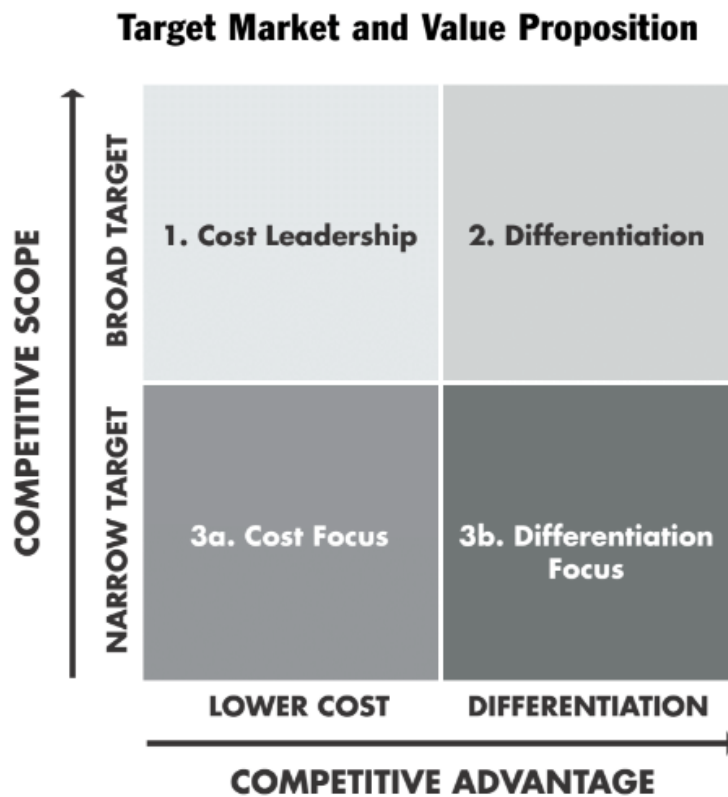 Target Market and Value Proposition
COMPETITIVE SCOPE
BROAD TARGET
1. Cost Leadership
2. Differentiation
NARROW TARGET
3a. Cost Focus
3b. Differentiation
Focus
LOWER COST
DIFFERENTIATION
COMPETITIVE ADVANTAGE